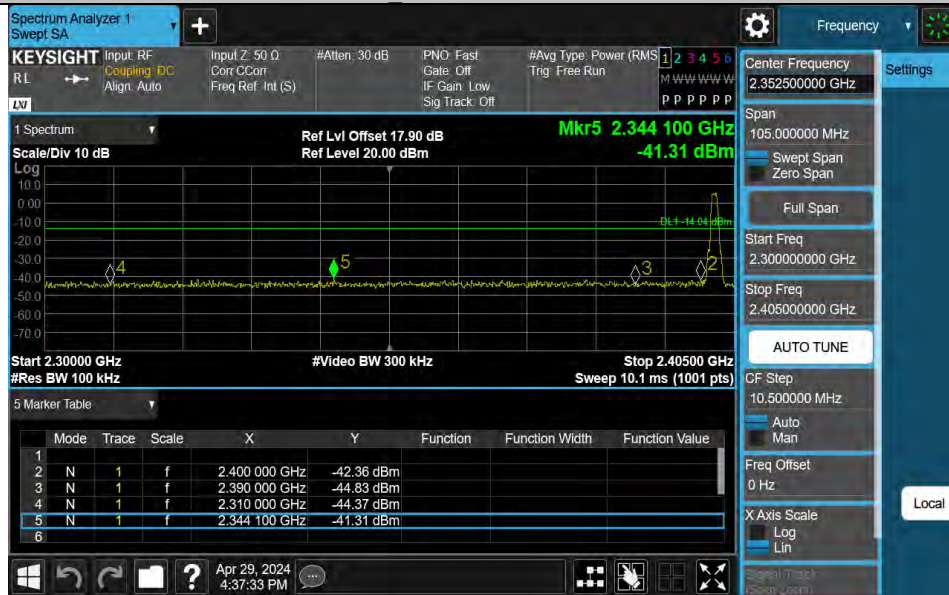 Spectrum Analyzer 1
Swept SA
+
Frequency
KEYSIGHT
RL
LXI
Input: RF
Coupling: DC
Align: Auto
Input Z: 50 Ω
Corr CCorr
Freq Ref: Int (S)
#Atten: 30 dB
PNO: Fast
Gate: Off
IF Gain: Low
Sig Track: Off
#Avg Type: Power (RMS
Trig: Free Run
1 2 3 4 5 6
M W W W W W
P P P P P P
Center Frequency
2.352500000 GHz
Settings
Span
105.000000 MHz
Swept Span
Zero Span
Full Span
Start Freq
2.300000000 GHz
Stop Freq
2.405000000 GHz
AUTO TUNE
CF Step
10.500000 MHz
Auto
Man
Freq Offset
0 Hz
X Axis Scale
Log
Lin
Signal Track
(Span Zoom)
Local
1 Spectrum
Scale/Div 10 dB
Log
Ref Lvl Offset 17.90 dB
Ref Level 20.00 dBm
Mkr5 2.344 100 GHz
-41.31 dBm
10.0
0.00
-10.0
-20.0
-30.0
-40.0
-50.0
-60.0
-70.0
DL1 -14.04 dBm
4
5
3
2
Start 2.30000 GHz
#Res BW 100 kHz
#Video BW 300 kHz
Stop 2.40500 GHz
Sweep 10.1 ms (1001 pts)
5 Marker Table
Mode Trace Scale X Y Function Function Width Function Value
1
2 N 1 f 2.400 000 GHz -42.36 dBm
3 N 1 f 2.390 000 GHz -44.83 dBm
4 N 1 f 2.310 000 GHz -44.37 dBm
5 N 1 f 2.344 100 GHz -41.31 dBm
6
?
Apr 29, 2024
4:37:33 PM